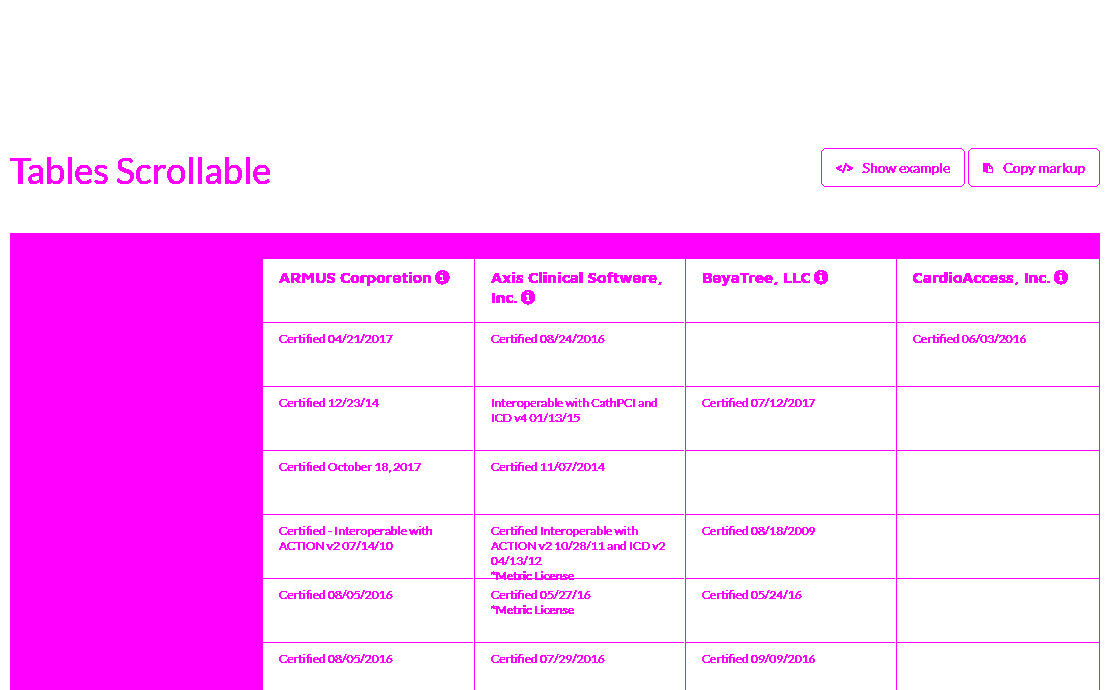 Tables Scrollable
</> Show example
Copy markup
ARMUS Corporation
Axis Clinical Software,
Inc.
BayaTree, LLC
CardioAccess, Inc.
Certified 04/21/2017
Certified 08/24/2016
Certified 06/03/2016
Certified 12/23/14
Interoperable with CathPCI and
ICD v4 01/13/15
Certified 07/12/2017
Certified October 18, 2017
Certified 11/07/2014
Certified - Interoperable with
ACTION v2 07/14/10
Certified Interoperable with
ACTION v2 10/28/11 and ICD v2
04/13/12
*Metric License
Certified 08/18/2009
Certified 08/05/2016
Certified 05/27/16
*Metric License
Certified 05/24/16
Certified 08/05/2016
Certified 07/29/2016
Certified 09/09/2016